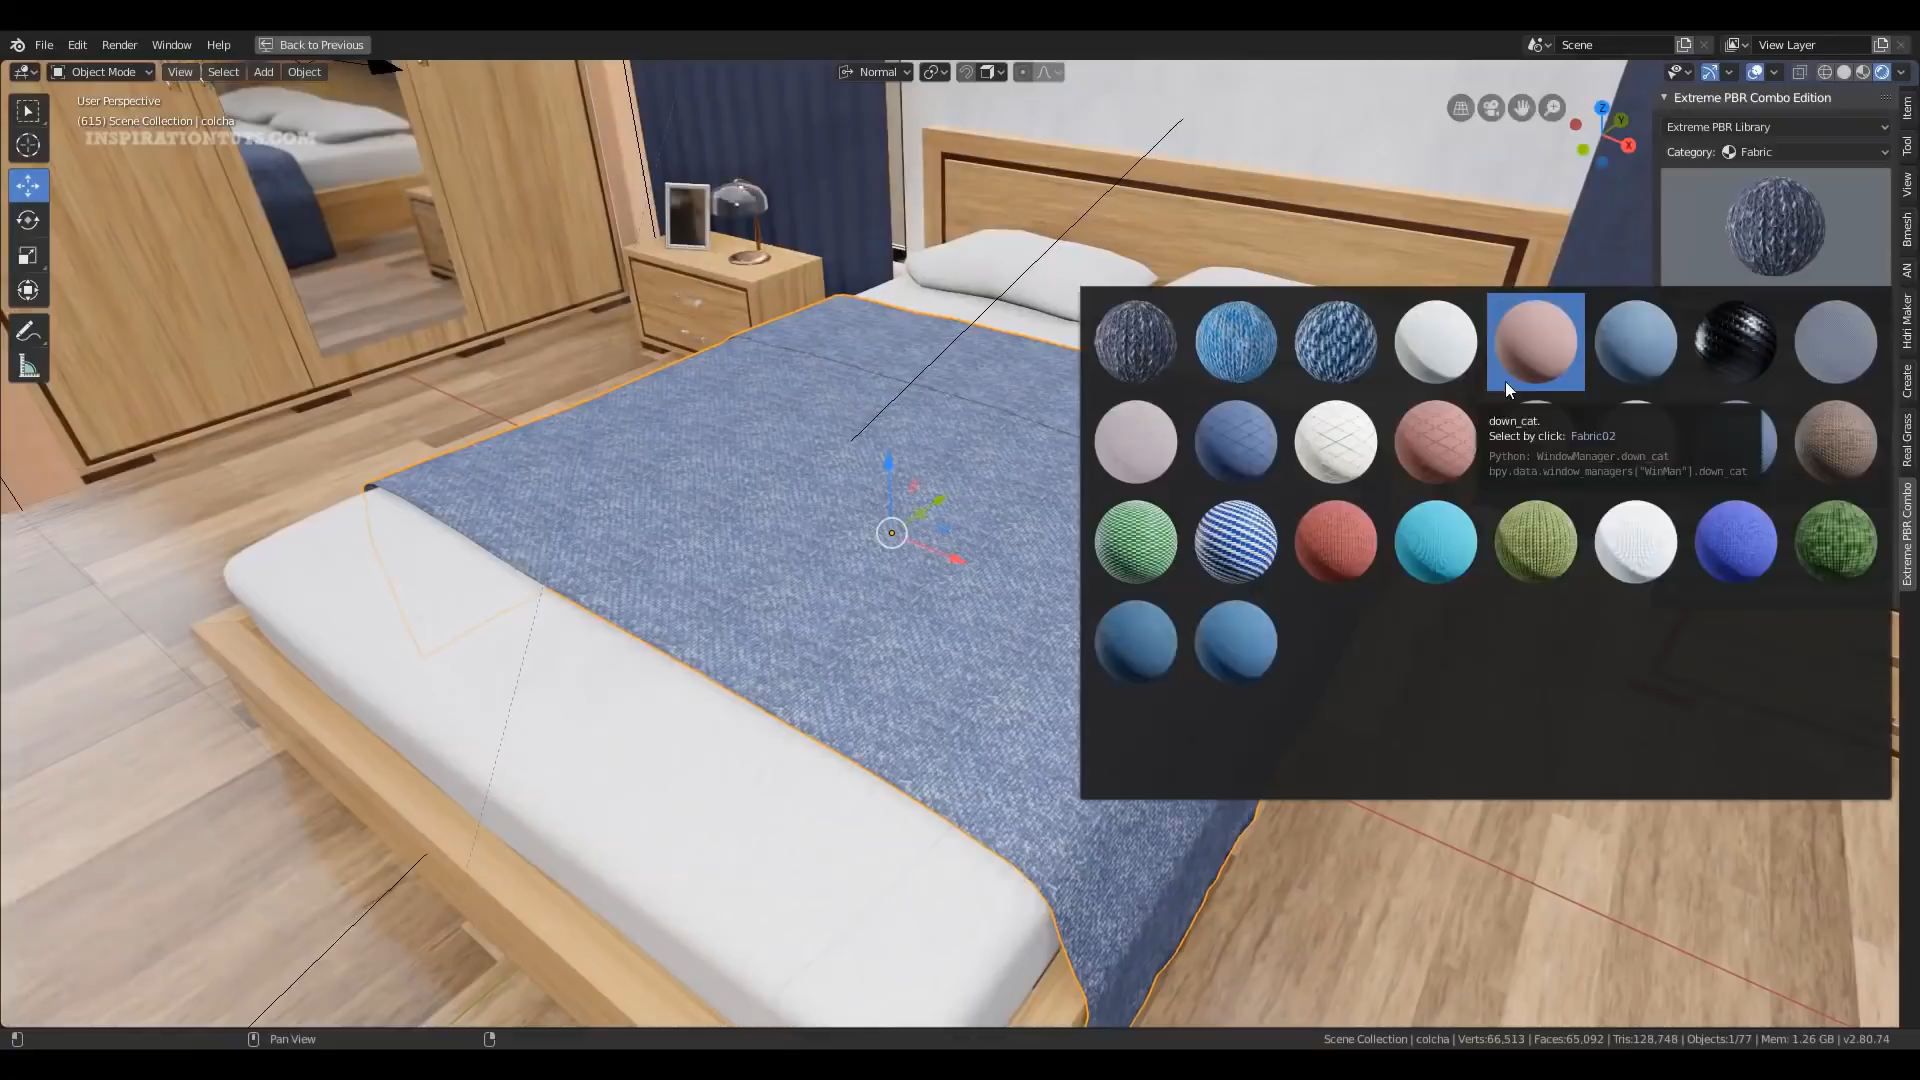 File Edit Render Window Help Back to Previous
Scene View Layer
Object Mode View Select Add Object
Normal
User Perspective
(615) Scene Collection | colcha
INSPIRATIONTUTS.COM
Z
Y
X
Extreme PBR Combo Edition
Extreme PBR Library
Category: Fabric
Item
Tool
View
Bmesh
AN
Hdri Maker
Create
Real Grass
Extreme PBR Combo
down_cat.
Select by click: Fabric02
Python: WindowManager.down_cat
bpy.data.window_managers["WinMan"].down_cat
Pan View
Scene Collection | colcha | Verts:66,513 | Faces:65,092 | Tris:128,748 | Objects:1/77 | Mem: 1.26 GB | v2.80.74